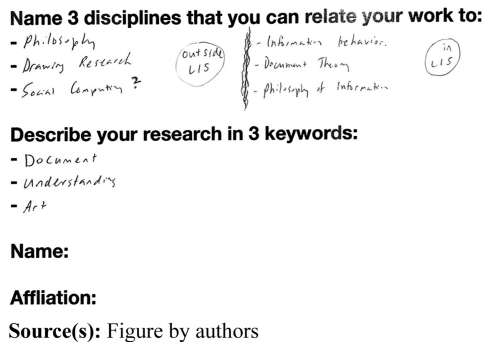 Name 3 disciplines that you can relate your work to:
- Philosophy
- Drawing Research
- Social Computing ?
outside
LIS
- Information behavior.
- Document Theory
- Philosophy of Information
in
LIS
Describe your research in 3 keywords:
- Document
- Understanding
- Art
Name:
Affliation:
Source(s): Figure by authors